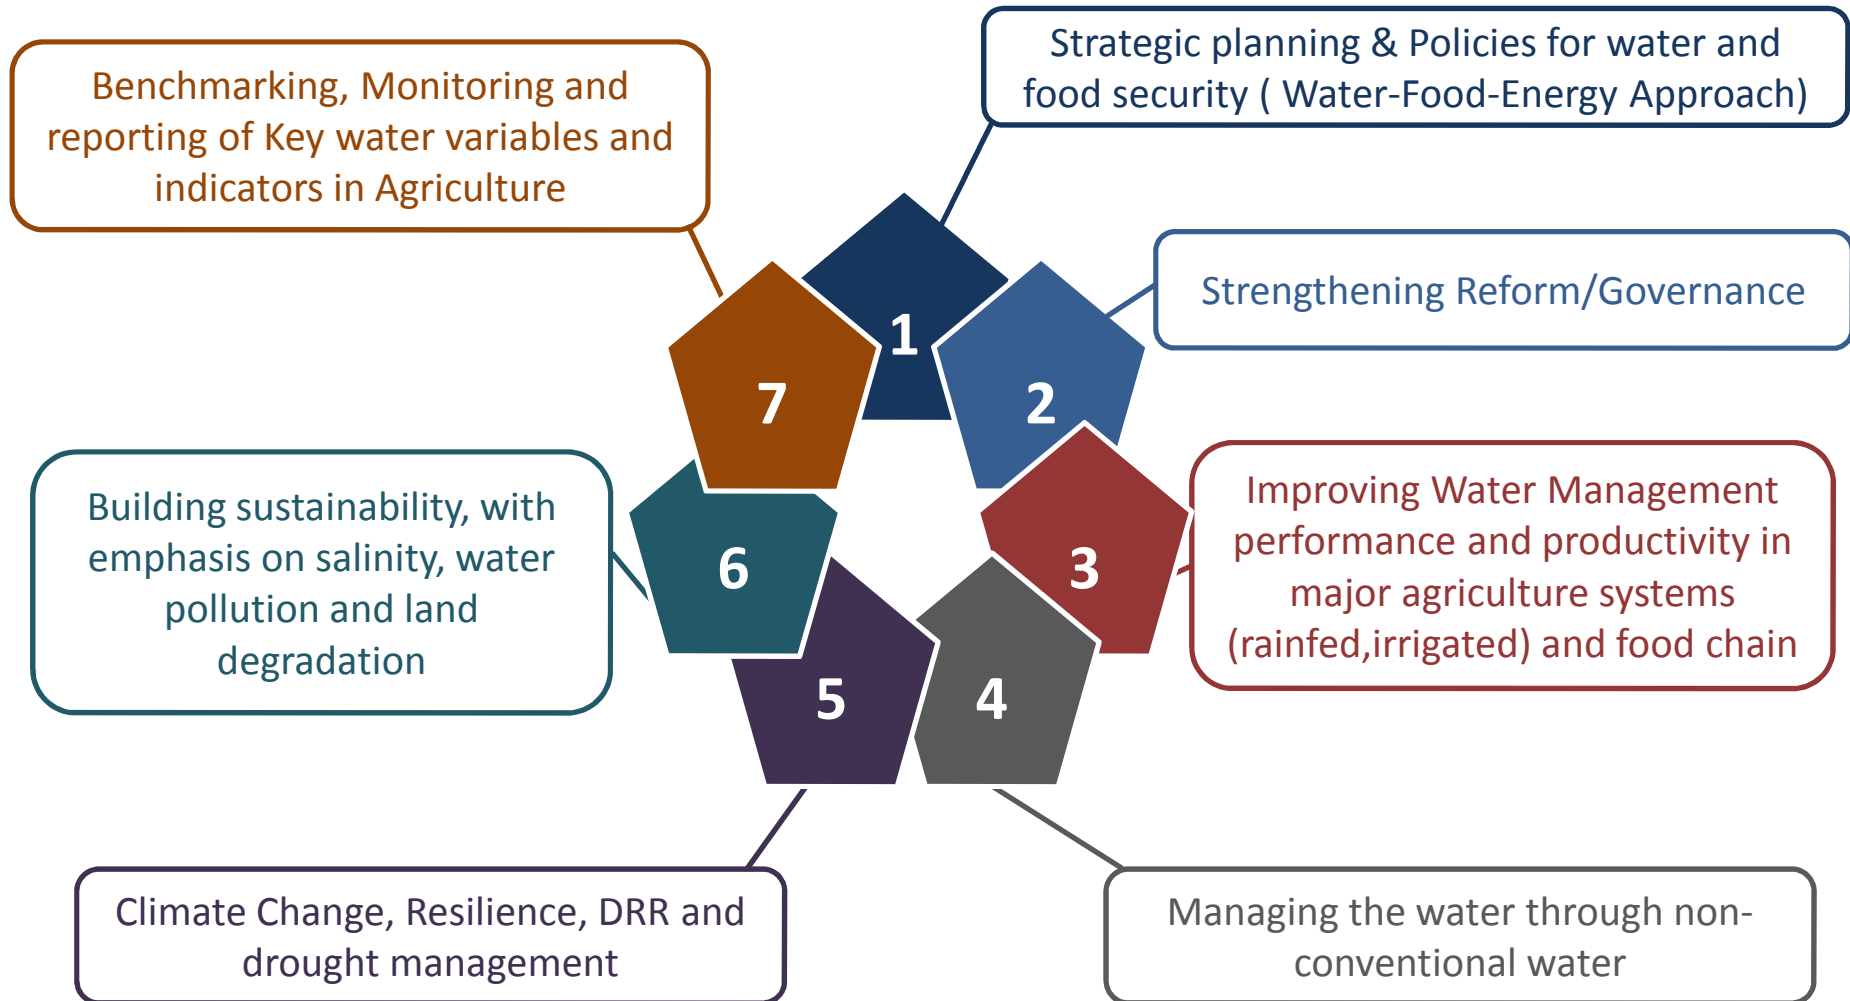 Strategic planning & Policies for water and
food security ( Water-Food-Energy Approach)
Benchmarking, Monitoring and
reporting of Key water variables and
indicators in Agriculture
Strengthening Reform/Governance
1
2
7
Improving Water Management
performance and productivity in
major agriculture systems
(rainfed,irrigated) and food chain
Building sustainability, with
emphasis on salinity, water
pollution and land
degradation
6
3
5
4
Climate Change, Resilience, DRR and
drought management
Managing the water through non-
conventional water